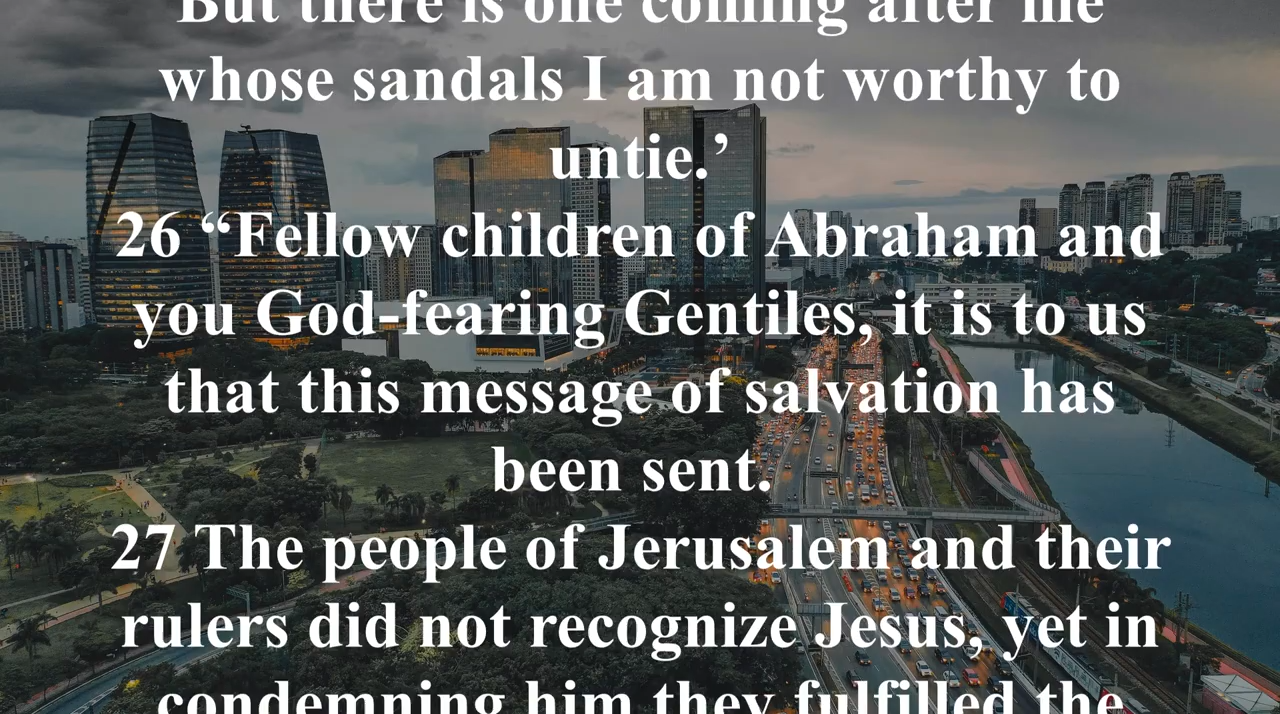 But there is one coming after me
whose sandals I am not worthy to
untie.’
26 “Fellow children of Abraham and
you God-fearing Gentiles, it is to us
that this message of salvation has
been sent.
27 The people of Jerusalem and their
rulers did not recognize Jesus, yet in
condemning him they fulfilled the